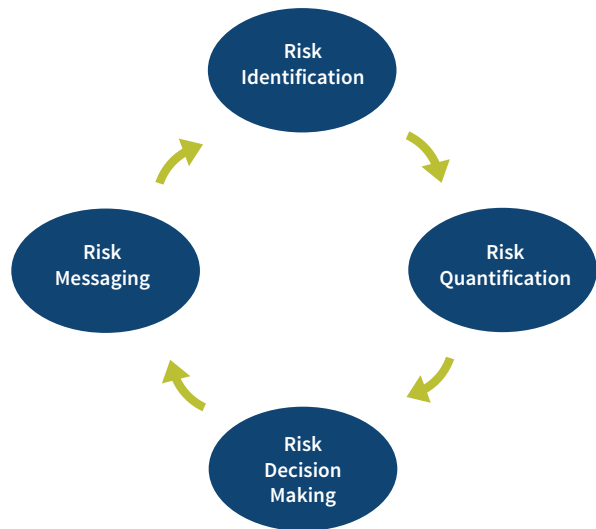 Risk
Identification
Risk
Quantification
Risk
Decision
Making
Risk
Messaging